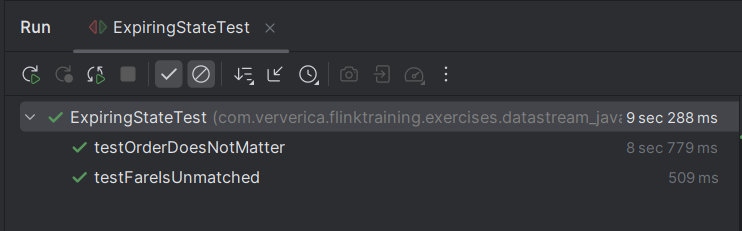 Run ExpiringStateTest
ExpiringStateTest (com.ververica.flinktraining.exercises.datastream_java 9 sec 288 ms
testOrderDoesNotMatter 8 sec 779 ms
testFareIsUnmatched 509 ms